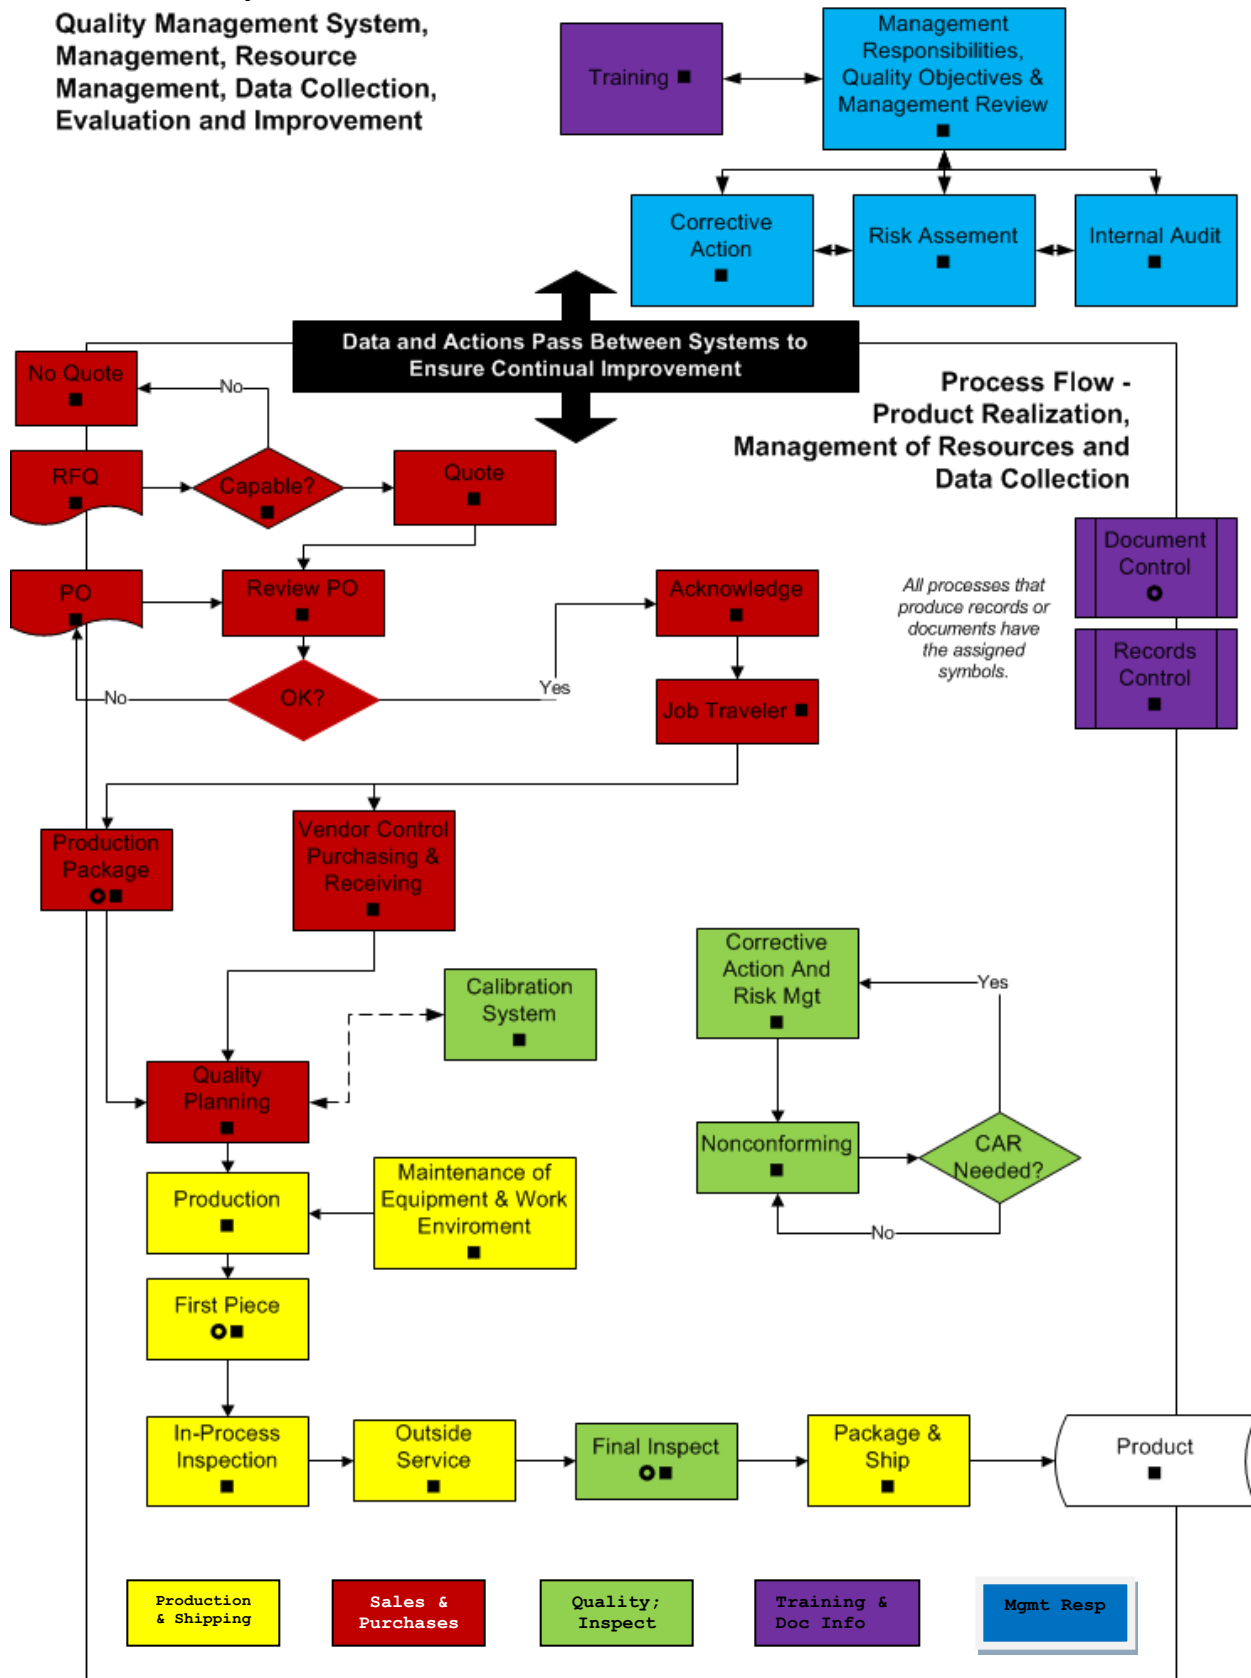 Quality Management System,
Management, Resource
Management, Data Collection,
Evaluation and Improvement
Training
Management
Responsibilities,
Quality Objectives &
Management Review
Corrective
Action
Risk Assement
Internal Audit
Data and Actions Pass Between Systems to
Ensure Continual Improvement
No Quote
No
Process Flow -
Product Realization,
Management of Resources and
Data Collection
RFQ
Capable?
Quote
Document
Control
All processes that
produce records or
documents have
the assigned
symbols.
PO
Review PO
Acknowledge
Records
Control
No
OK?
Yes
Job Traveler
Production
Package
Vendor Control
Purchasing &
Receiving
Corrective
Action And
Risk Mgt
Yes
Calibration
System
Quality
Planning
Nonconforming
CAR
Needed?
No
Production
Maintenance of
Equipment & Work
Enviroment
First Piece
In-Process
Inspection
Outside
Service
Final Inspect
Package &
Ship
Product
Production
& Shipping
Sales &
Purchases
Quality;
Inspect
Training &
Doc Info
Mgmt Resp